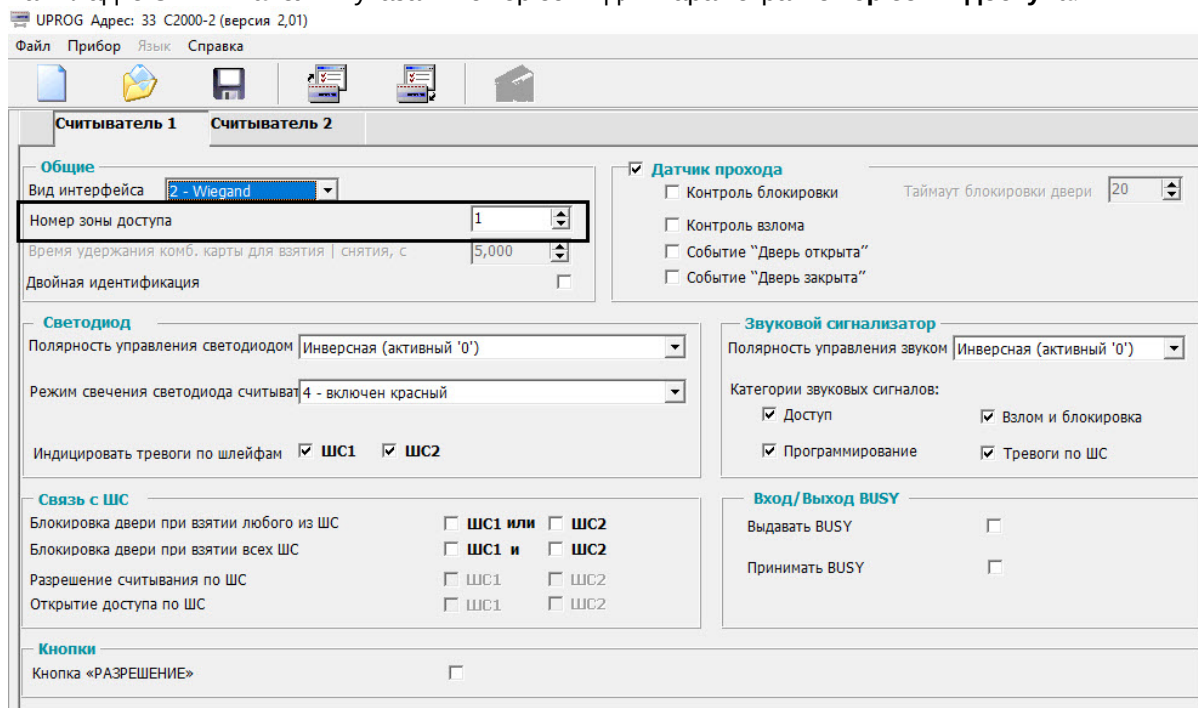 UPROG Адрес: 33 С2000-2 (версия 2,01)
Файл Прибор Язык Справка
Считыватель 1 Считыватель 2
Общие
Вид интерфейса 2 - Wiegand
Номер зоны доступа 1
Время удержания комб. карты для взятия | снятия, с 5,000
Двойная идентификация
Датчик прохода
Контроль блокировки Таймаут блокировки двери 20
Контроль взлома
Событие "Дверь открыта"
Событие "Дверь закрыта"
Светодиод
Полярность управления светодиодом Инверсная (активный '0')
Режим свечения светодиода считыват 4 - включен красный
Индицировать тревоги по шлейфам ШС1 ШС2
Звуковой сигнализатор
Полярность управления звуком Инверсная (активный '0')
Категории звуковых сигналов:
Доступ Взлом и блокировка
Программирование Тревоги по ШС
Связь с ШС
Блокировка двери при взятии любого из ШС ШС1 или ШС2
Блокировка двери при взятии всех ШС ШС1 и ШС2
Разрешение считывания по ШС ШС1 ШС2
Открытие доступа по ШС ШС1 ШС2
Вход/Выход BUSY
Выдавать BUSY
Принимать BUSY
Кнопки
Кнопка «РАЗРЕШЕНИЕ»